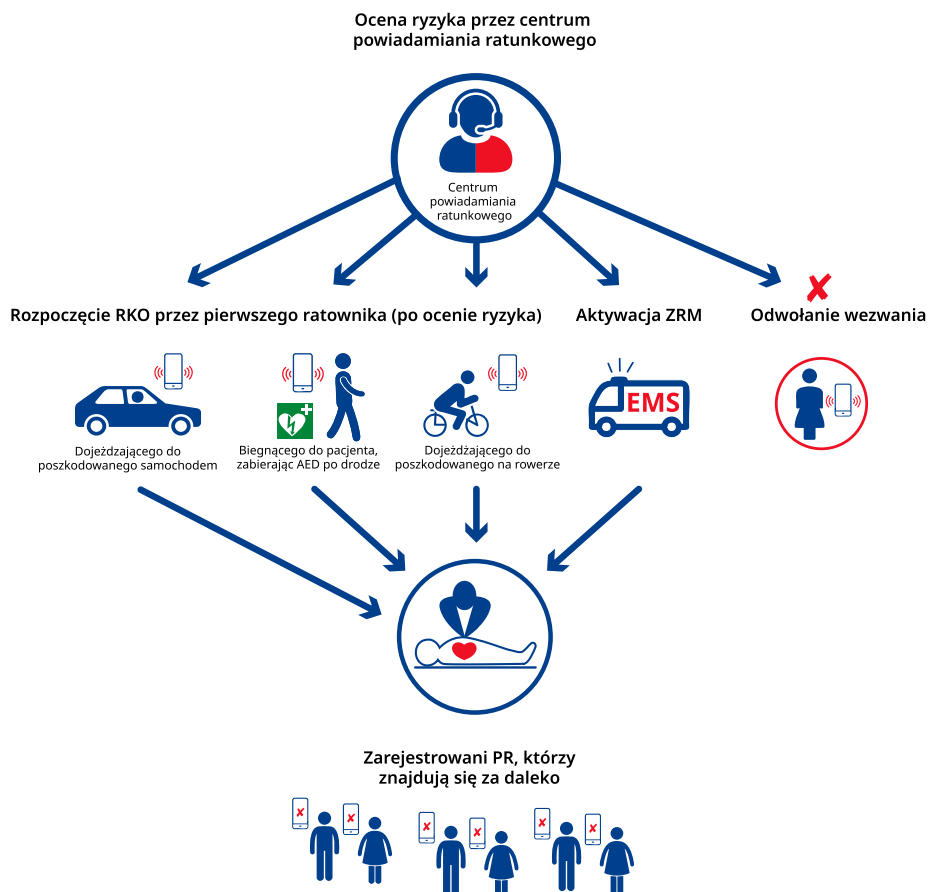 Ocena ryzyka przez centrum
powiadamiania ratunkowego
Centrum
powiadamiania
ratunkowego
Rozpoczęcie RKO przez pierwszego ratownika (po ocenie ryzyka)
Aktywacja ZRM
Odwołanie wezwania
EMS
Dojeżdzającego do
poszkodowanego samochodem
Biegnącego do pacjenta,
zabierając AED po drodze
Dojeżdżającego do
poszkodowanego na rowerze
Zarejestrowani PR, którzy
znajdują się za daleko